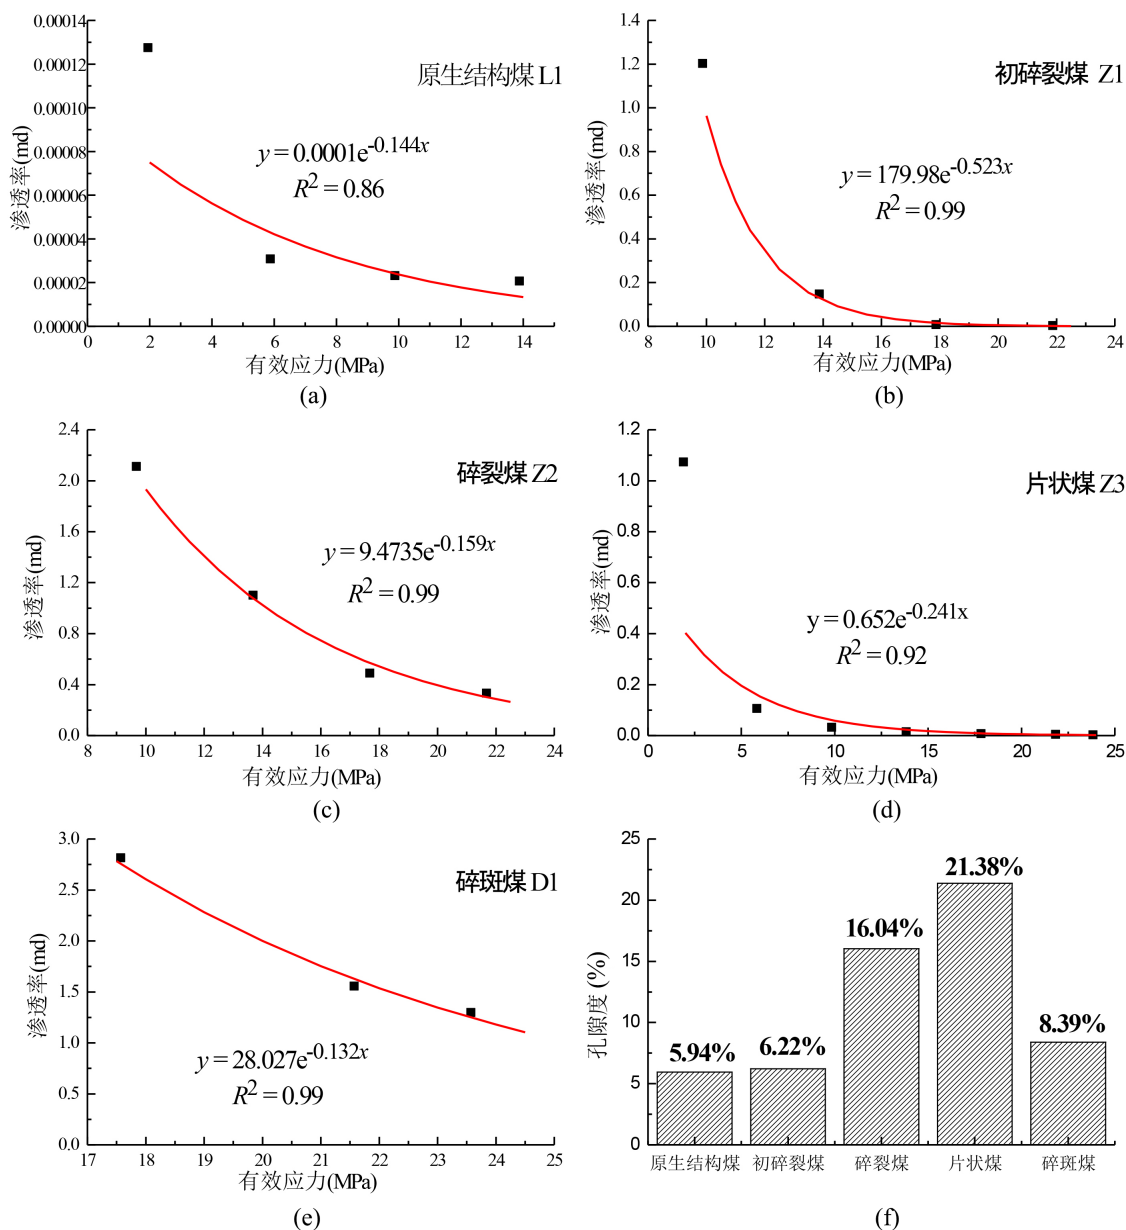 0.00014
0.00012
0.00010
0.00008
0.00006
0.00004
0.00002
0.00000
渗透率(md)
原生结构煤 L1
y = 0.0001e^-0.144x
R² = 0.86
0 2 4 6 8 10 12 14
有效应力(MPa)
(a)
1.4
1.2
1.0
0.8
0.6
0.4
0.2
0.0
渗透率(md)
初碎裂煤 Z1
y = 179.98e^-0.523x
R² = 0.99
8 10 12 14 16 18 20 22 24
有效应力(MPa)
(b)
2.4
2.0
1.6
1.2
0.8
0.4
0.0
渗透率(md)
碎裂煤 Z2
y = 9.4735e^-0.159x
R² = 0.99
8 10 12 14 16 18 20 22 24
有效应力(MPa)
(c)
1.2
1.0
0.8
0.6
0.4
0.2
0.0
渗透率(md)
片状煤 Z3
y = 0.652e^-0.241x
R² = 0.92
0 5 10 15 20 25
有效应力(MPa)
(d)
3.0
2.5
2.0
1.5
1.0
0.5
0.0
渗透率(md)
碎斑煤 D1
y = 28.027e^-0.132x
R² = 0.99
17 18 19 20 21 22 23 24 25
有效应力(MPa)
(e)
25
20
15
10
5
0
孔隙度 (%)
5.94%
6.22%
16.04%
21.38%
8.39%
原生结构煤 初碎裂煤 碎裂煤 片状煤 碎斑煤
(f)